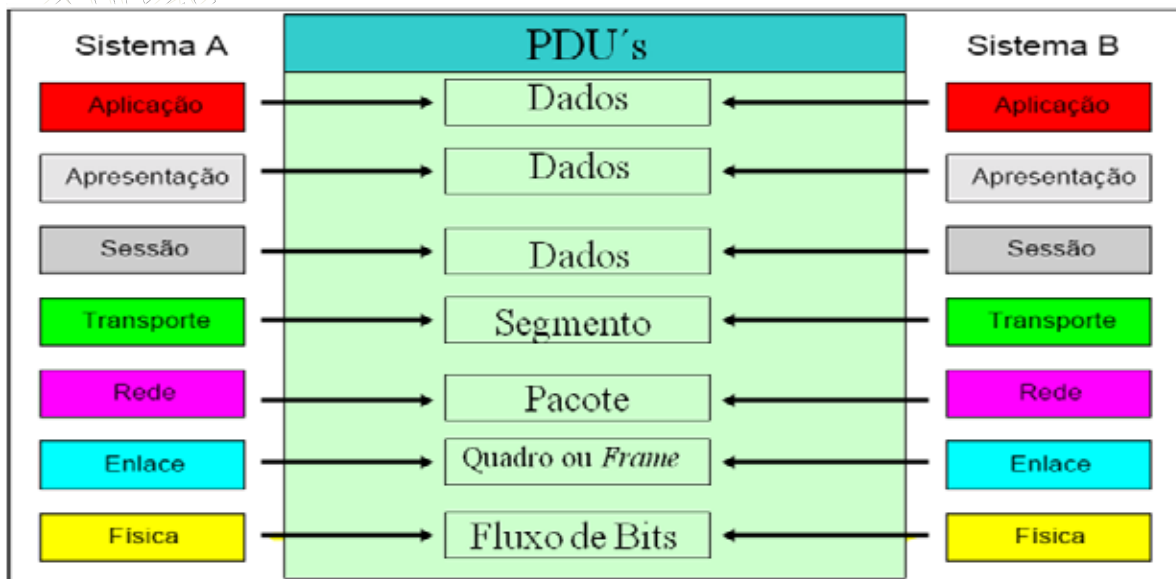 Sistema A PDU´s Sistema B
Aplicação Dados Aplicação
Apresentação Dados Apresentação
Sessão Dados Sessão
Transporte Segmento Transporte
Rede Pacote Rede
Enlace Quadro ou Frame Enlace
Física Fluxo de Bits Física